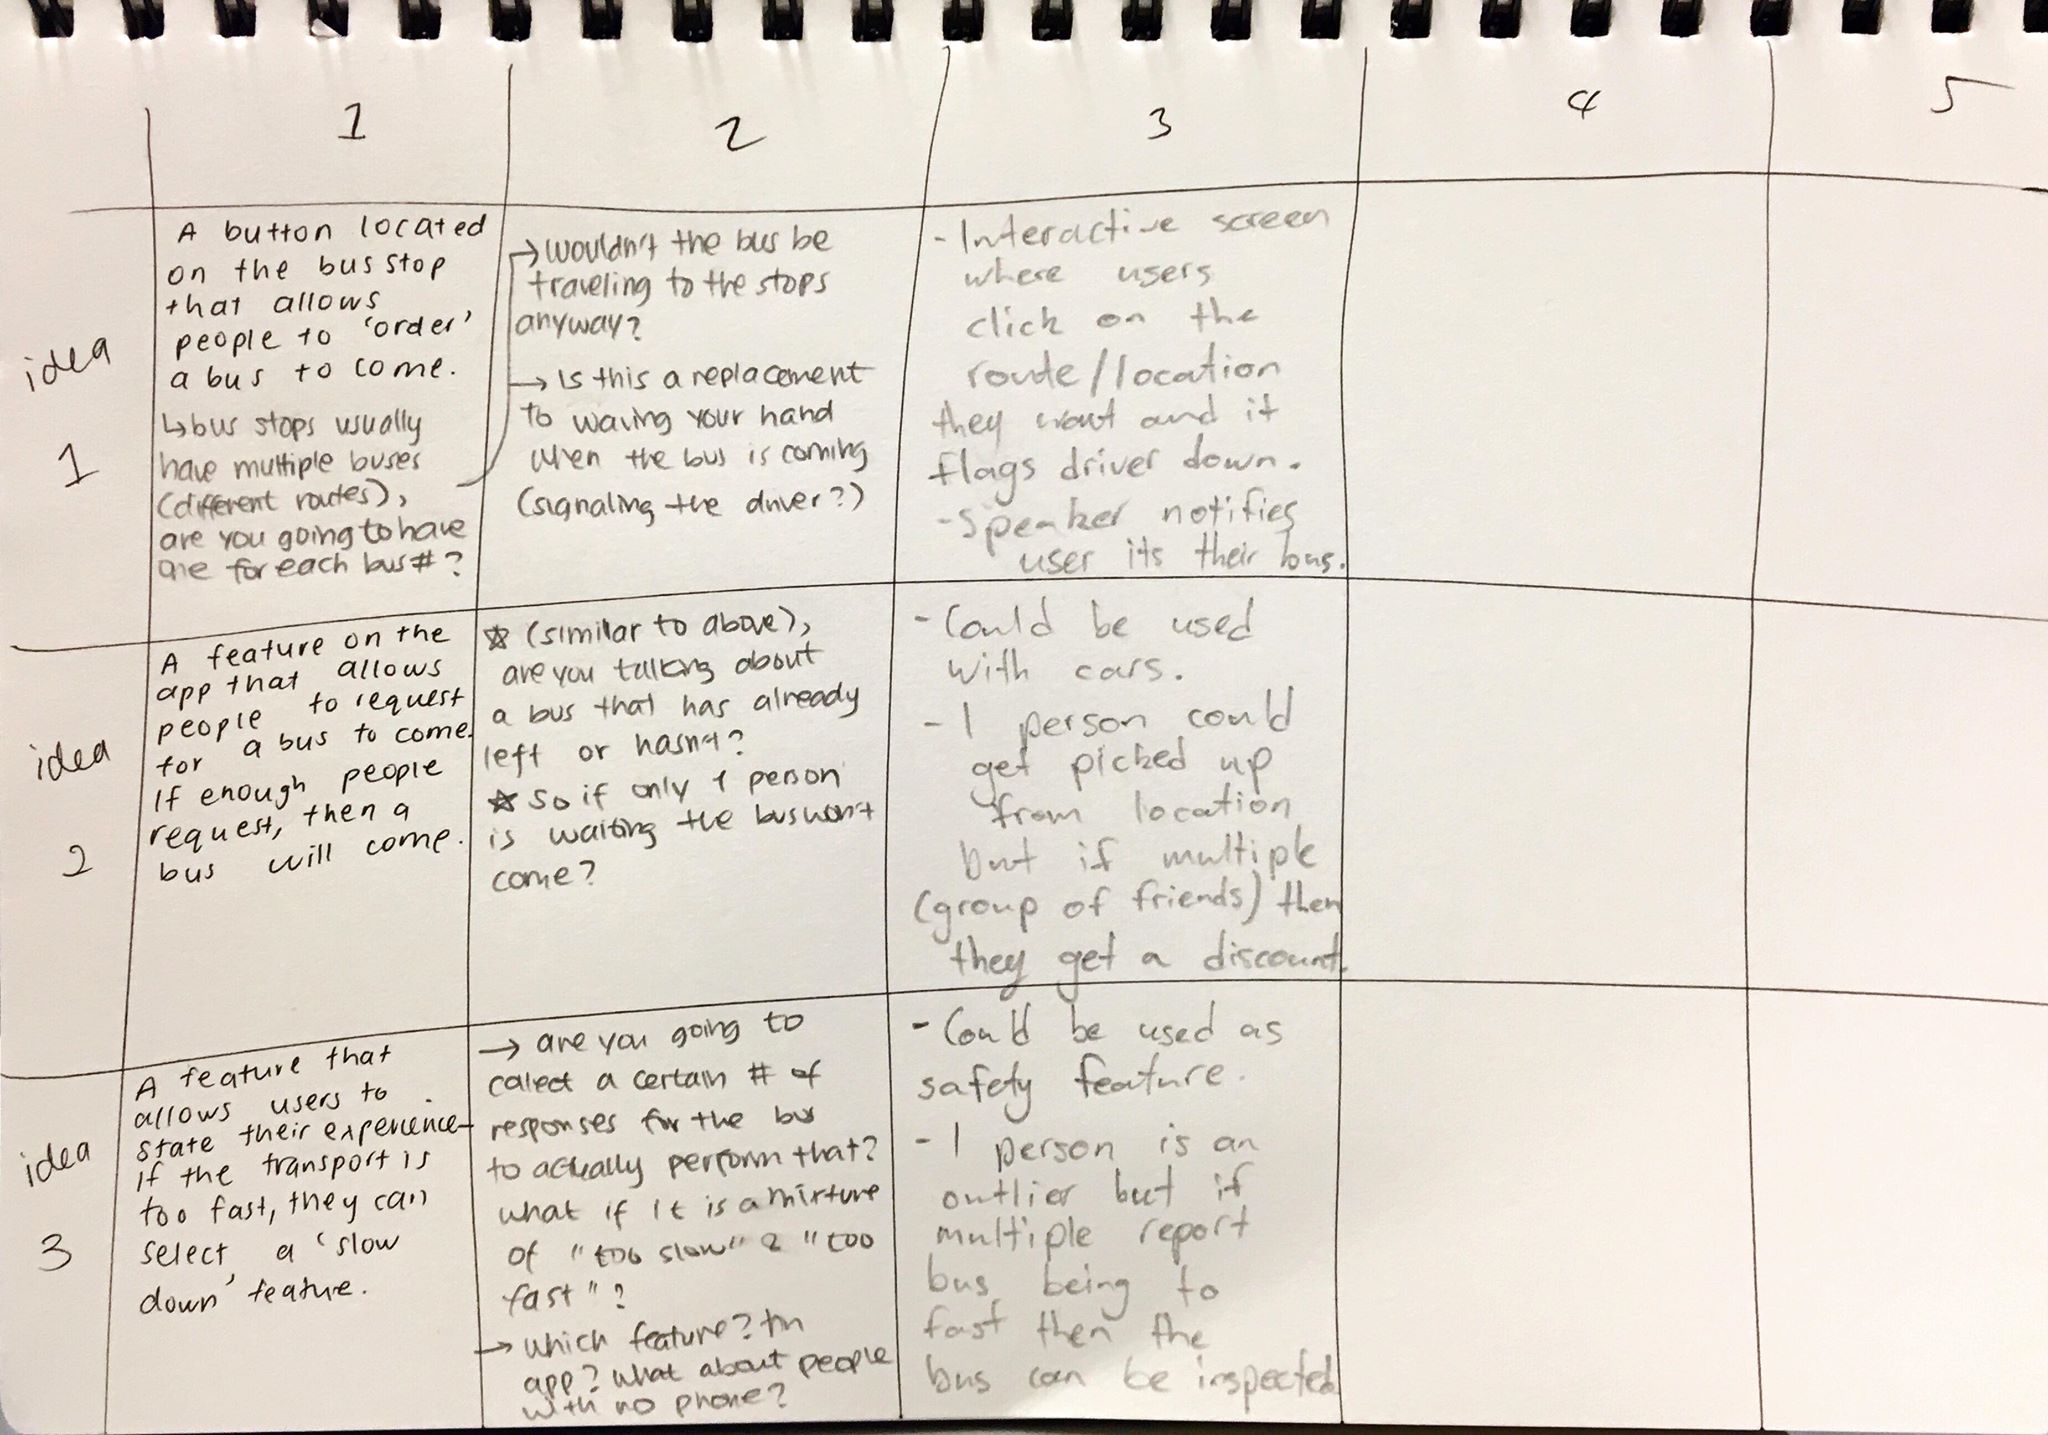 1
2
3
4
5
idea
1
A button located
on the bus stop
that allows
people to 'order'
a bus to come.
↳bus stops usually
have multiple buses
(different routes),
are you going to have
one for each bus #?
→ wouldn't the bus be
traveling to the stops
anyway?
→ Is this a replacement
to waving your hand
when the bus is coming
(signaling the driver?)
- Interactive screen
where users
click on the
route/location
they want and it
flags driver down.
- Speaker notifies
user its their bus.
idea
2
A feature on the
app that allows
people to request
for a bus to come.
If enough people
request, then a
bus will come.
☆ (similar to above),
are you talking about
a bus that has already
left or hasn't?
☆ So if only 1 person
is waiting the bus won't
come?
- Could be used
with cars.
- 1 person could
get picked up
from location
but if multiple
(group of friends) then
they get a discount.
idea
3
A feature that
allows users to
state their experience-
if the transport is
too fast, they can
select a 'slow
down' feature.
→ are you going to
collect a certain # of
responses for the bus
to actually perform that?
what if it is a mixture
of "too slow" & "too
fast"?
→ which feature? An
app? What about people
with no phone?
- Could be used as
safety feature.
- 1 person is an
outlier but if
multiple report
bus being to
fast then the
bus can be inspected